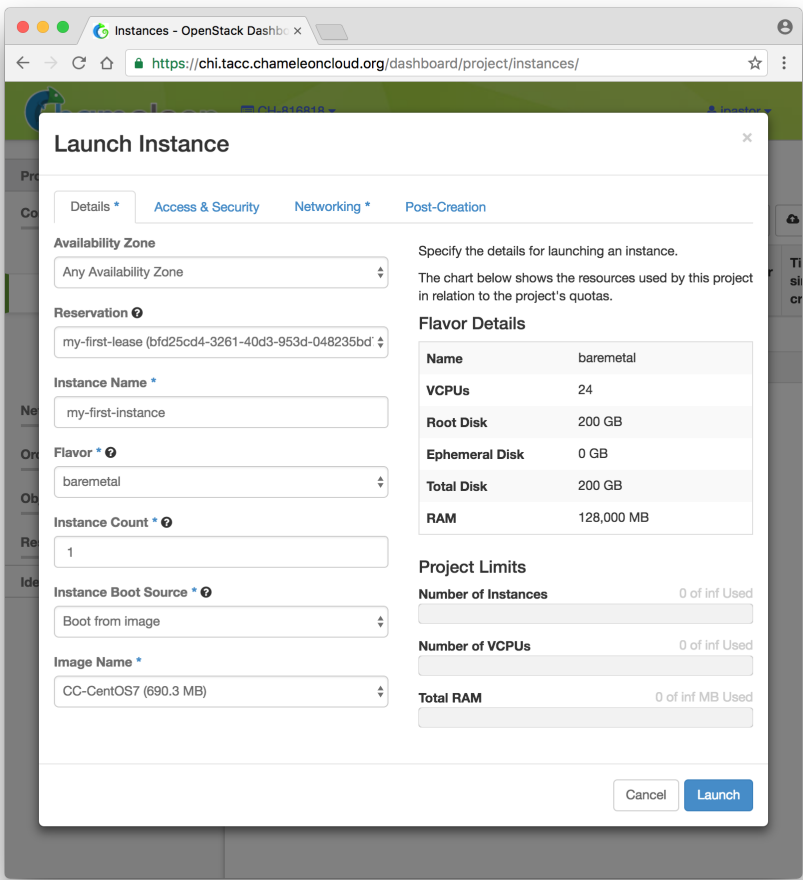 Instances - OpenStack Dashbo
https://chi.tacc.chameleoncloud.org/dashboard/project/instances/
CH-816818
Launch Instance
×
Details * Access & Security Networking * Post-Creation
Availability Zone
Any Availability Zone
Reservation
my-first-lease (bfd25cd4-3261-40d3-953d-048235bd
Instance Name *
my-first-instance
Flavor *
baremetal
Instance Count *
1
Instance Boot Source *
Boot from image
Image Name *
CC-CentOS7 (690.3 MB)
Specify the details for launching an instance.
The chart below shows the resources used by this project
in relation to the project's quotas.
Flavor Details
Name baremetal
VCPUs 24
Root Disk 200 GB
Ephemeral Disk 0 GB
Total Disk 200 GB
RAM 128,000 MB
Project Limits
Number of Instances 0 of inf Used
Number of VCPUs 0 of inf Used
Total RAM 0 of inf MB Used
Cancel Launch